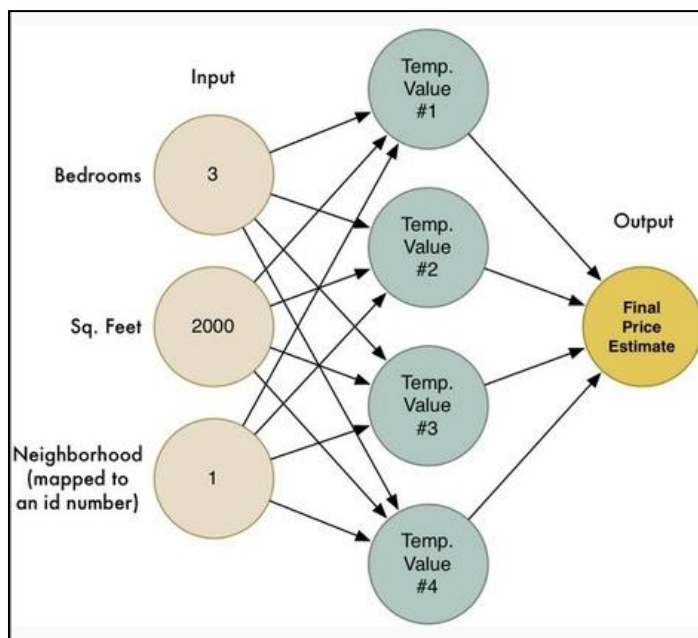 Input
Bedrooms
3
Sq. Feet
2000
Neighborhood
(mapped to
an id number)
1
Temp.
Value
#1
Temp.
Value
#2
Temp.
Value
#3
Temp.
Value
#4
Output
Final
Price
Estimate